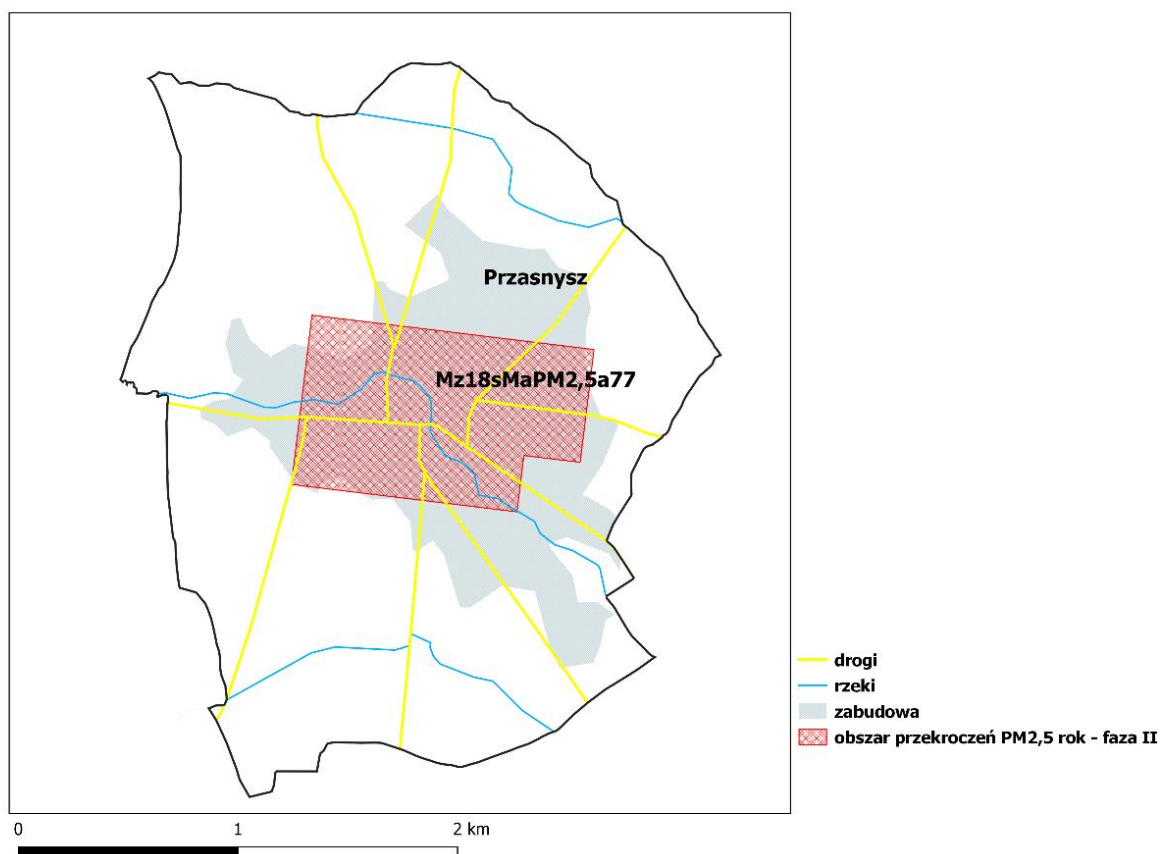 Przasnysz
Mz18sMaPM2,5a77
drogi
rzeki
zabudowa
obszar przekroczeń PM2,5 rok - faza II
0 1 2 km